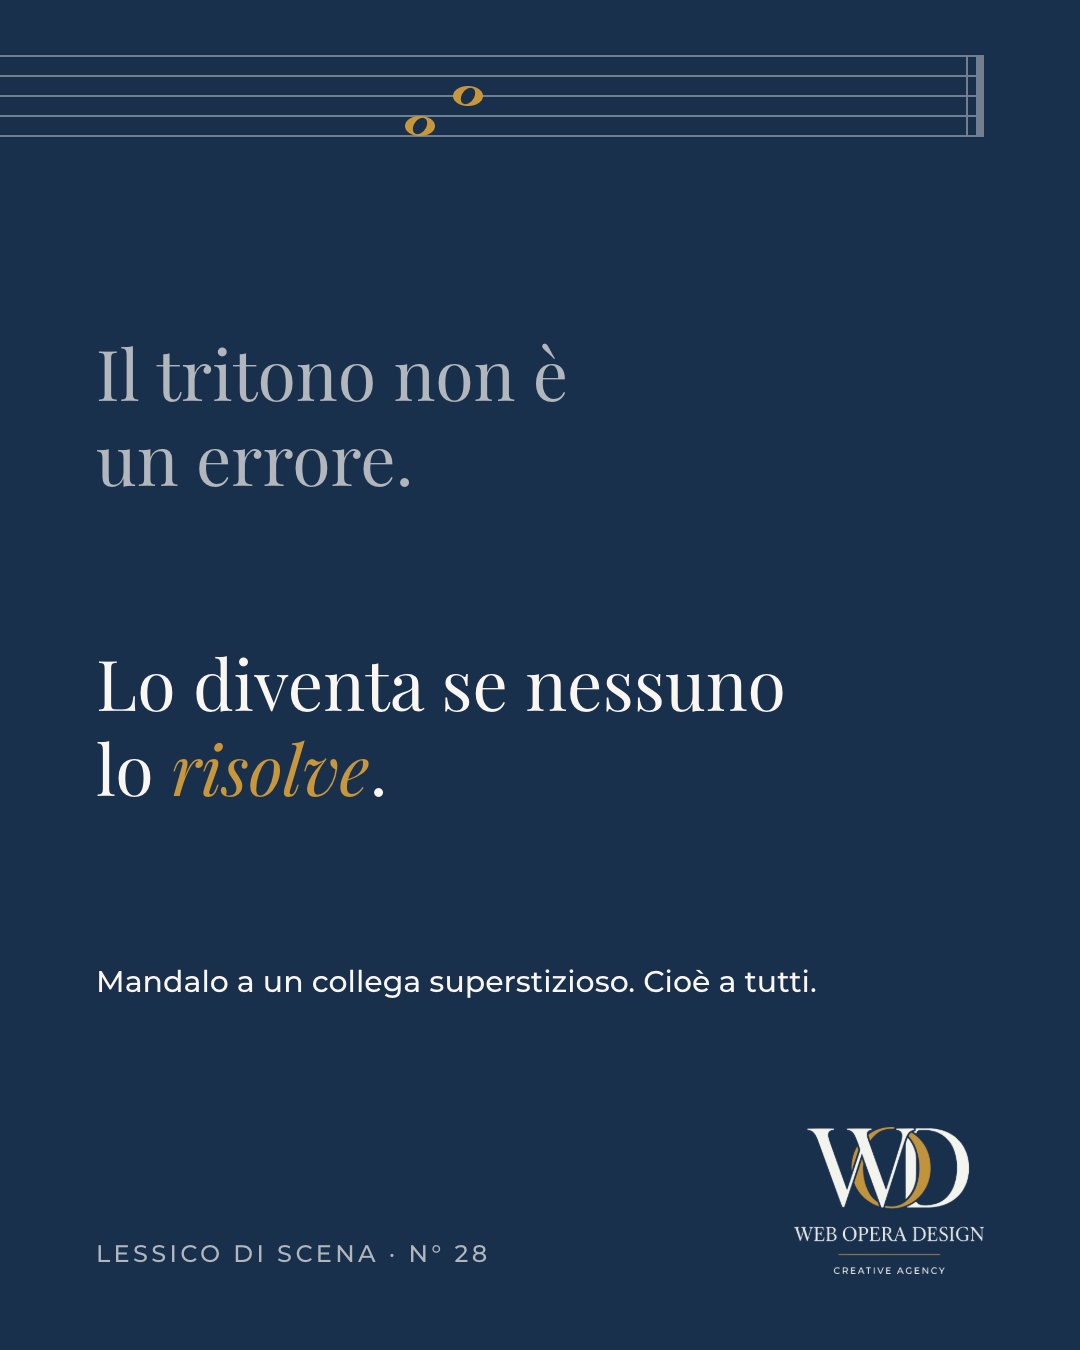 Il tritono non è
un errore.
Lo diventa se nessuno
lo risolve.
Mandalo a un collega superstizioso. Cioè a tutti.
LESSICO DI SCENA · N° 28
WOD
WEB OPERA DESIGN
CREATIVE AGENCY